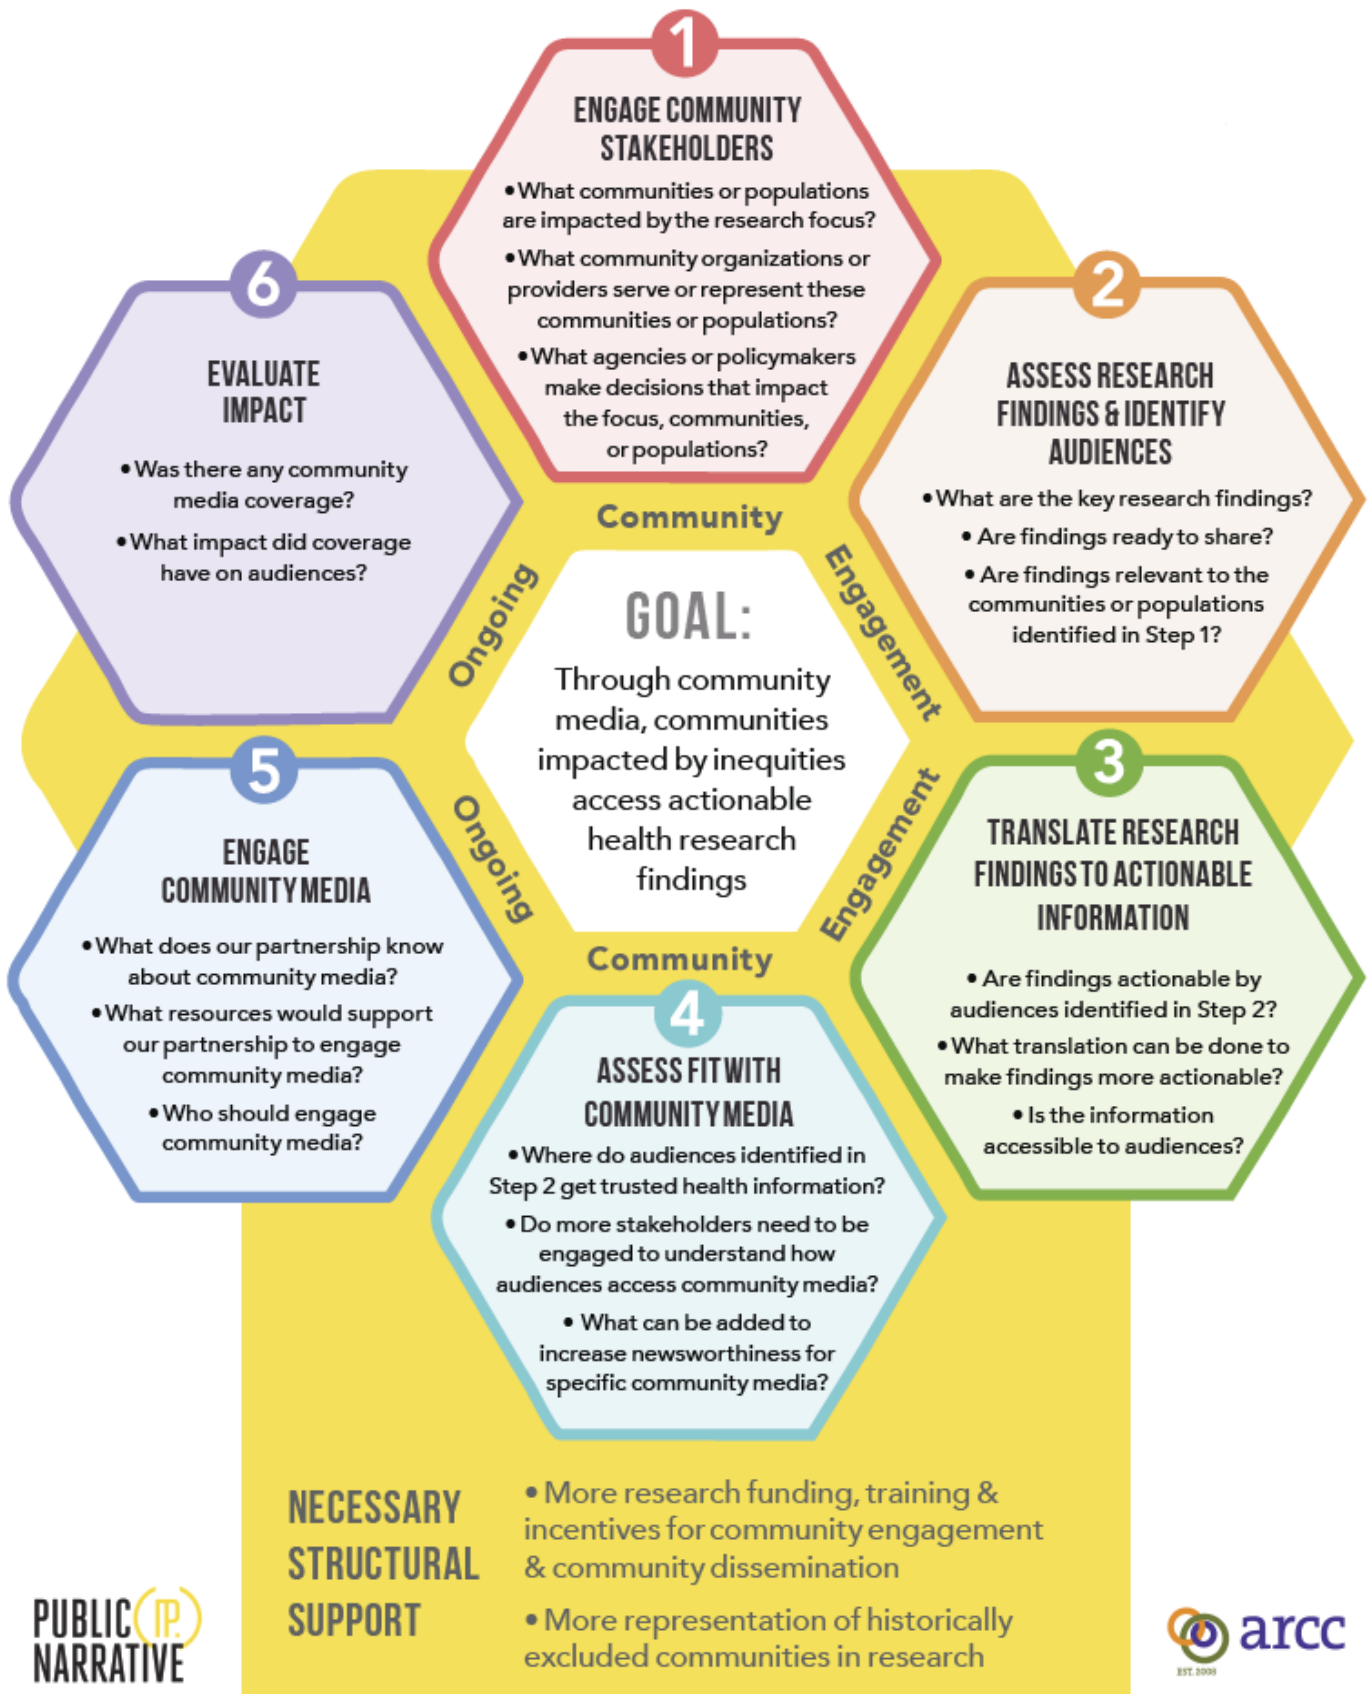 1
ENGAGE COMMUNITY
STAKEHOLDERS
• What communities or populations
are impacted by the research focus?
• What community organizations or
providers serve or represent these
communities or populations?
• What agencies or policymakers
make decisions that impact
the focus, communities,
or populations?
2
ASSESS RESEARCH
FINDINGS & IDENTIFY
AUDIENCES
• What are the key research findings?
• Are findings ready to share?
• Are findings relevant to the
communities or populations
identified in Step 1?
3
TRANSLATE RESEARCH
FINDINGS TO ACTIONABLE
INFORMATION
• Are findings actionable by
audiences identified in Step 2?
• What translation can be done to
make findings more actionable?
• Is the information
accessible to audiences?
4
ASSESS FIT WITH
COMMUNITY MEDIA
• Where do audiences identified in
Step 2 get trusted health information?
• Do more stakeholders need to be
engaged to understand how
audiences access community media?
• What can be added to
increase newsworthiness for
specific community media?
5
ENGAGE
COMMUNITY MEDIA
• What does our partnership know
about community media?
• What resources would support
our partnership to engage
community media?
• Who should engage
community media?
6
EVALUATE
IMPACT
• Was there any community
media coverage?
• What impact did coverage
have on audiences?
Ongoing
Community
Engagement
GOAL:
Through community
media, communities
impacted by inequities
access actionable
health research
findings
Ongoing
Community
Engagement
NECESSARY
STRUCTURAL
SUPPORT
• More research funding, training &
incentives for community engagement
& community dissemination
• More representation of historically
excluded communities in research
PUBLIC (P.)
NARRATIVE
arcc
EST. 2008